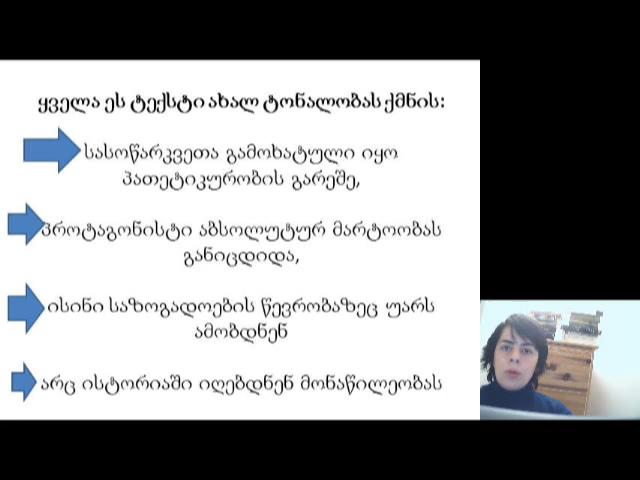 ყველა ეს ტექსტი ახალ ტონალობას ქმნის:
სასოწარკვეთა გამოხატული იყო
პათეტიკურობის გარეშე,
პროტაგონისტი აბსოლუტურ მარტოობას
განიცდიდა,
ისინი საზოგადოების წევრობაზეც უარს
ამობდნენ
არც ისტორიაში იღებდნენ მონაწილეობას